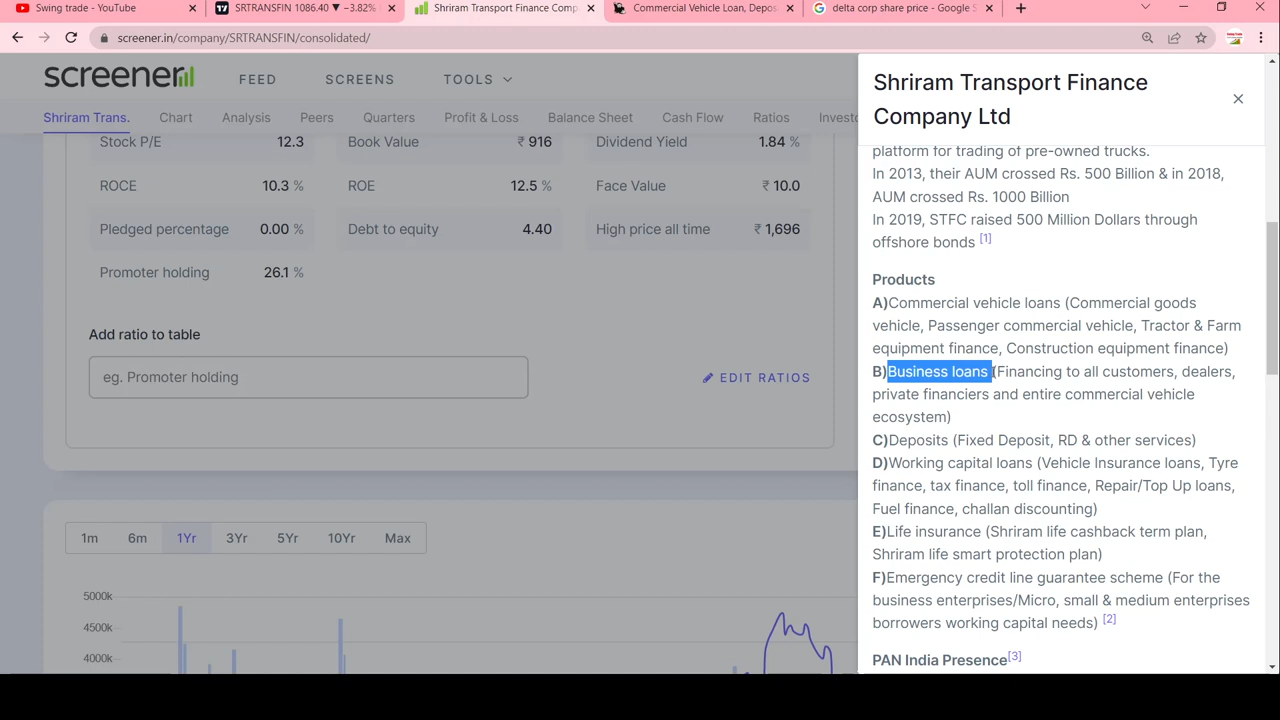 Swing trade - YouTube
SRTRANSFIN 1086.40 ▼ −3.82%
Shriram Transport Finance Comp
Commercial Vehicle Loan, Depos
delta corp share price - Google S
screener.in/company/SRTRANSFIN/consolidated/
screener
FEED
SCREENS
TOOLS
Shriram Trans.
Chart
Analysis
Peers
Quarters
Profit & Loss
Balance Sheet
Cash Flow
Ratios
Investo
Stock P/E 12.3
Book Value ₹ 916
Dividend Yield 1.84 %
ROCE 10.3 %
ROE 12.5 %
Face Value ₹ 10.0
Pledged percentage 0.00 %
Debt to equity 4.40
High price all time ₹ 1,696
Promoter holding 26.1 %
Add ratio to table
eg. Promoter holding
EDIT RATIOS
1m 6m 1Yr 3Yr 5Yr 10Yr Max
5000k
4500k
4000k
Shriram Transport Finance
Company Ltd
platform for trading of pre-owned trucks.
In 2013, their AUM crossed Rs. 500 Billion & in 2018,
AUM crossed Rs. 1000 Billion
In 2019, STFC raised 500 Million Dollars through
offshore bonds [1]
Products
A)Commercial vehicle loans (Commercial goods
vehicle, Passenger commercial vehicle, Tractor & Farm
equipment finance, Construction equipment finance)
B)Business loans (Financing to all customers, dealers,
private financiers and entire commercial vehicle
ecosystem)
C)Deposits (Fixed Deposit, RD & other services)
D)Working capital loans (Vehicle Insurance loans, Tyre
finance, tax finance, toll finance, Repair/Top Up loans,
Fuel finance, challan discounting)
E)Life insurance (Shriram life cashback term plan,
Shriram life smart protection plan)
F)Emergency credit line guarantee scheme (For the
business enterprises/Micro, small & medium enterprises
borrowers working capital needs) [2]
PAN India Presence[3]